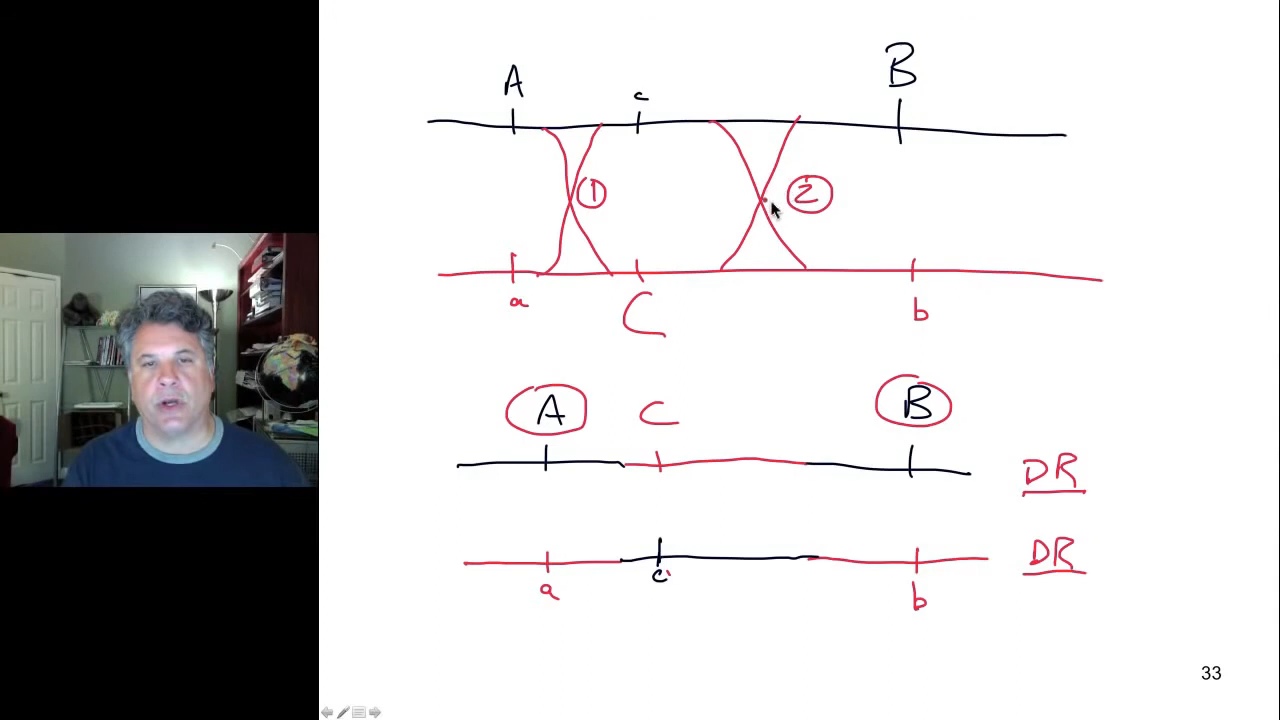 A c B
① ②
a C b
A C B
DR
DR
a c b
33